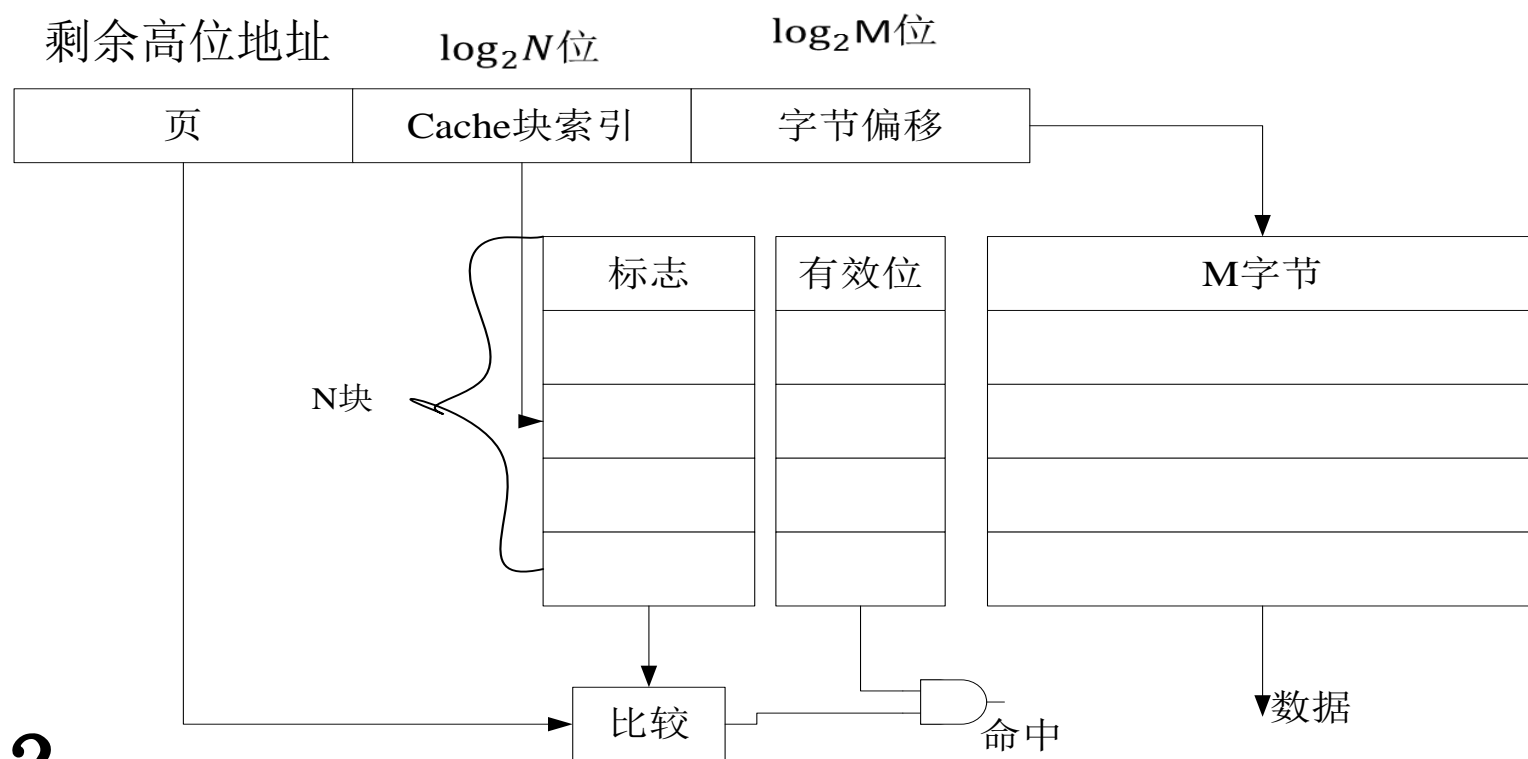 剩余高位地址 log₂N位 log₂M位
页 Cache块索引 字节偏移
标志 有效位 M字节
N块
比较 命中 数据